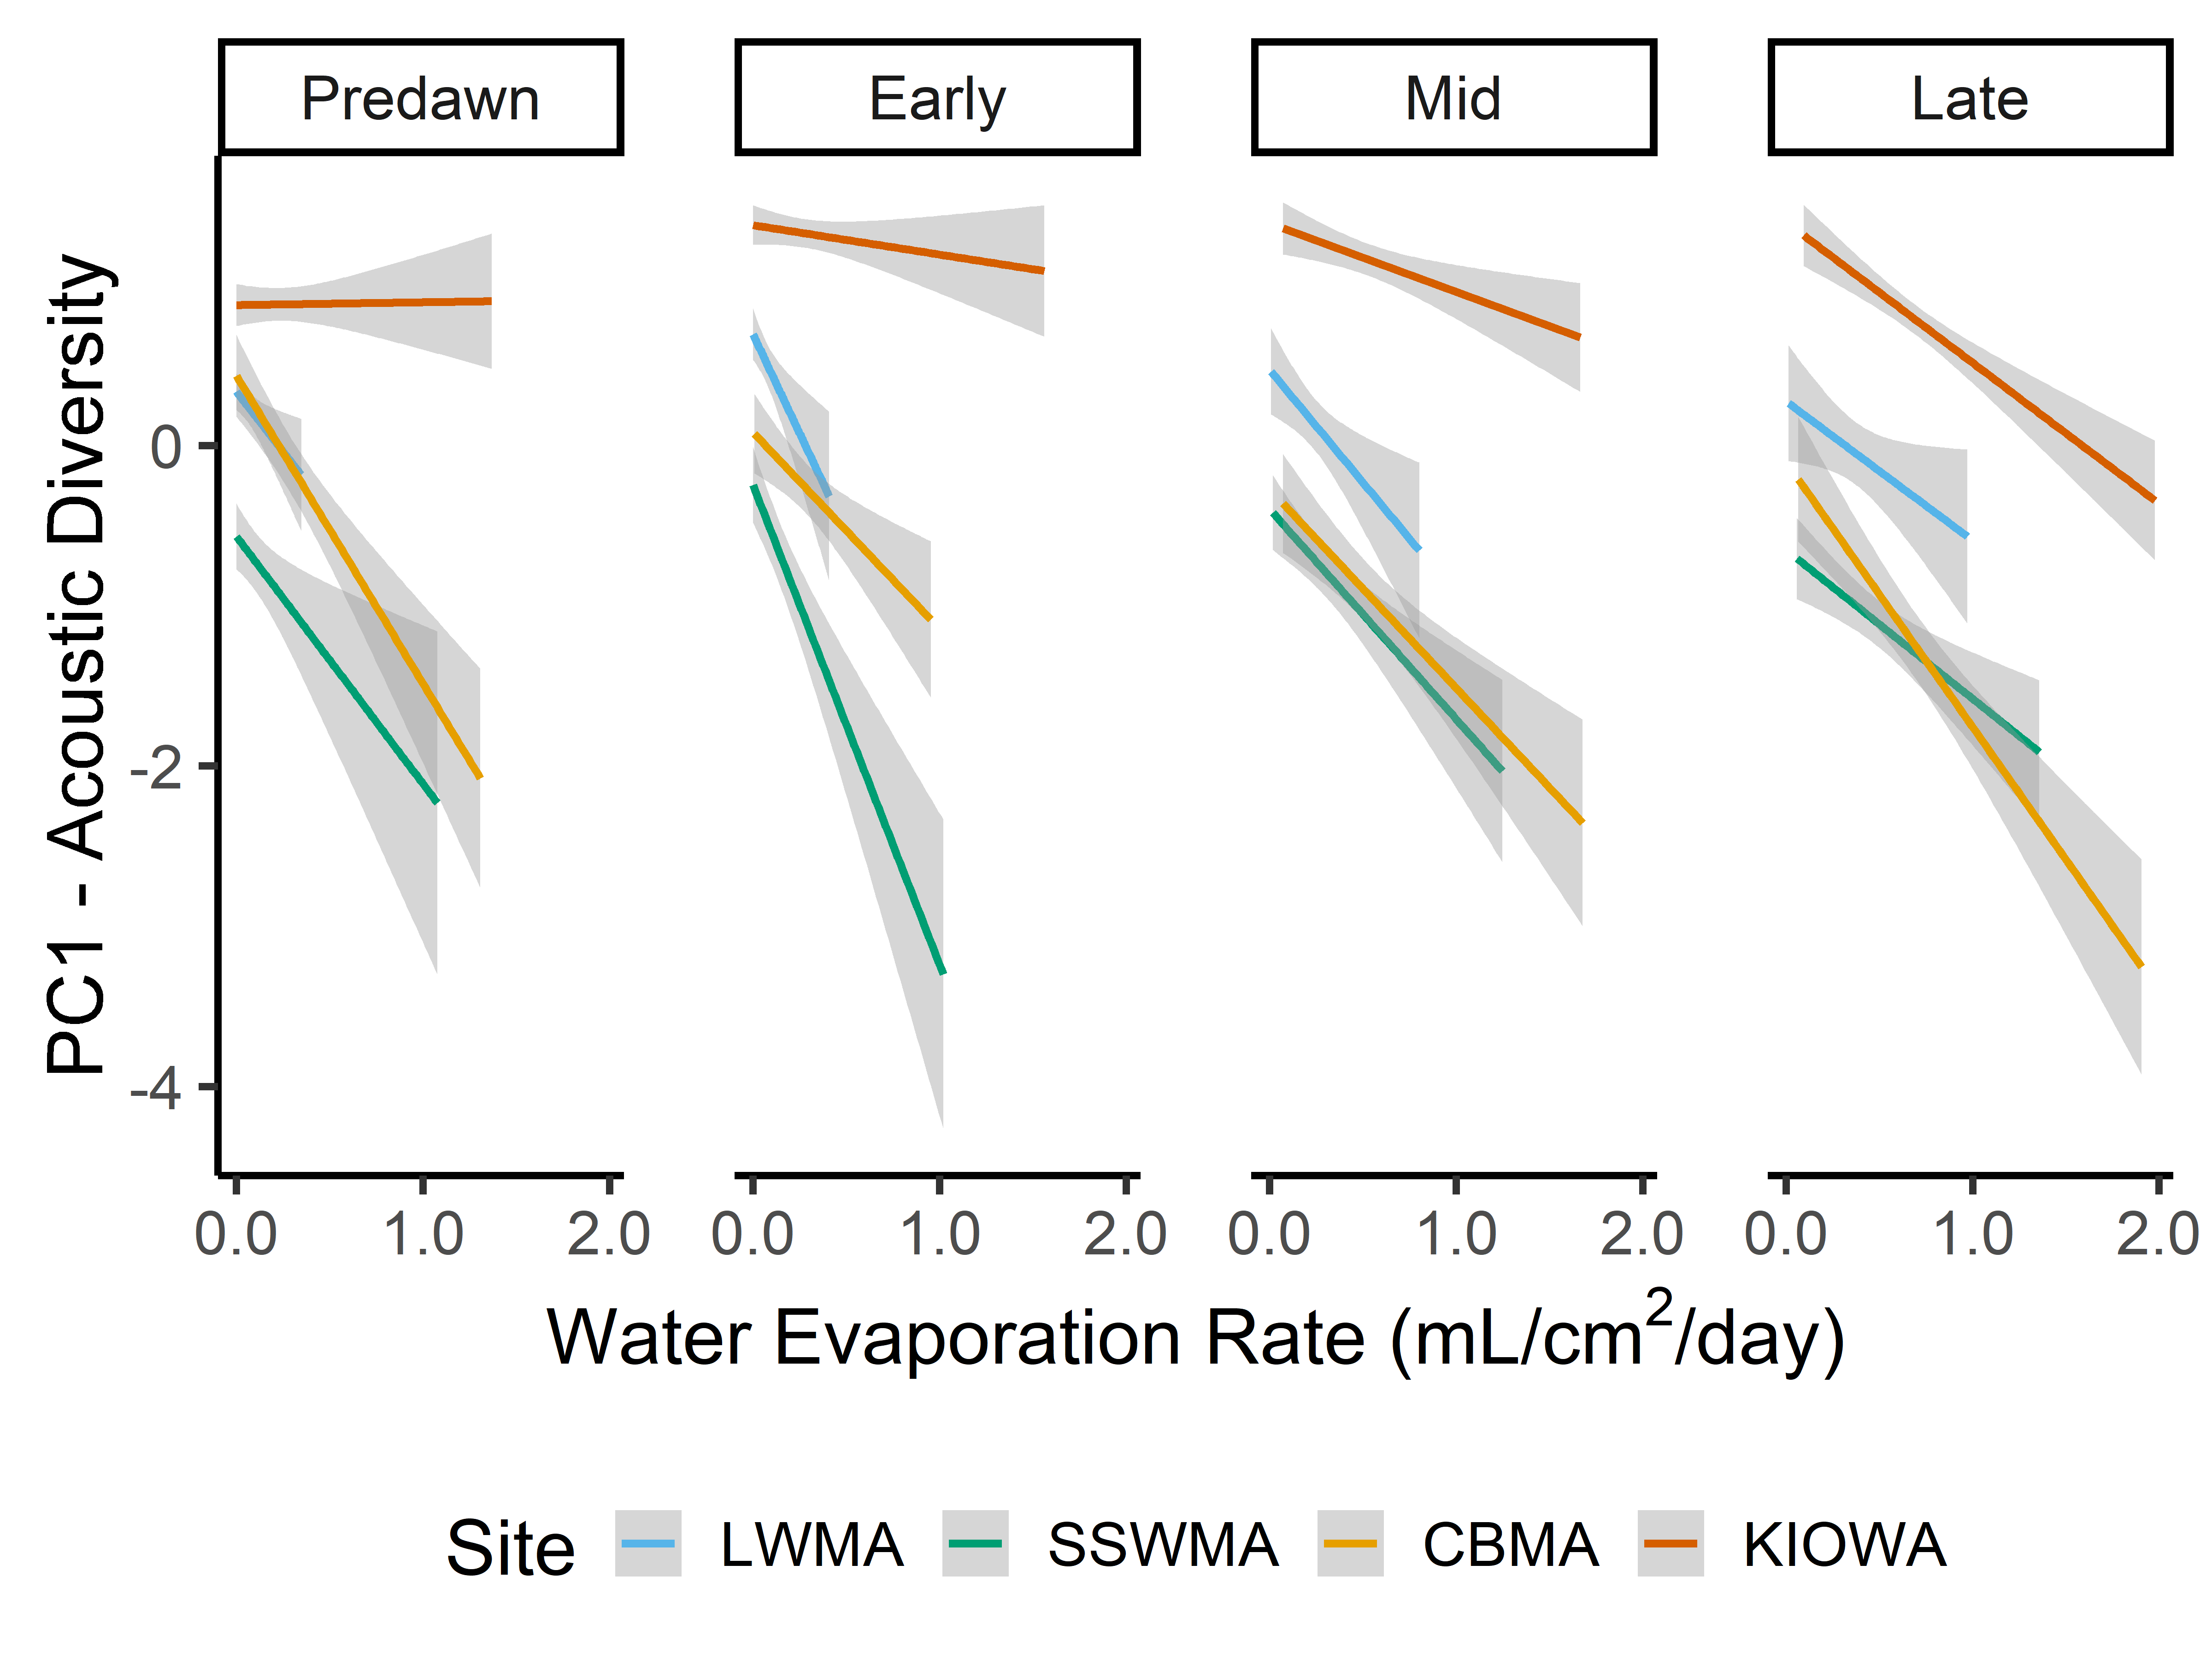 Predawn Early Mid Late
PC1 - Acoustic Diversity
0
-2
-4
0.0 1.0 2.0 0.0 1.0 2.0 0.0 1.0 2.0 0.0 1.0 2.0
Water Evaporation Rate (mL/cm²/day)
Site LWMA SSWMA CBMA KIOWA